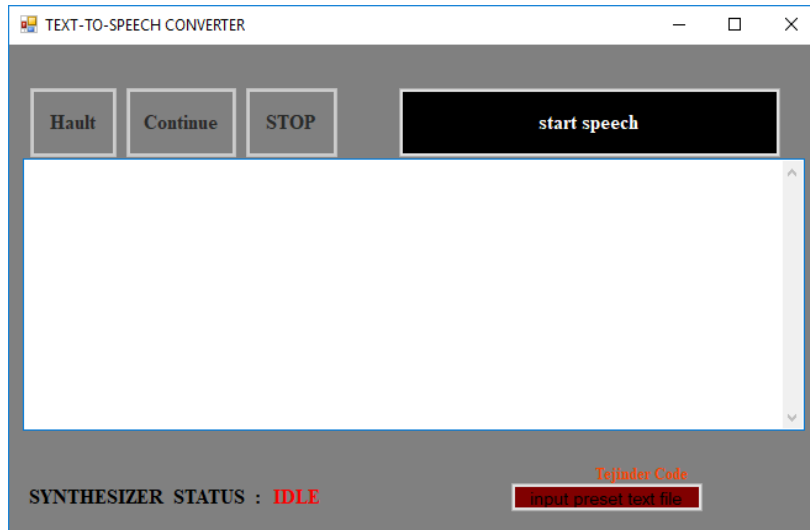 TEXT-TO-SPEECH CONVERTER
Hault Continue STOP start speech
Tejinder Code
SYNTHESIZER STATUS : IDLE
input preset text file